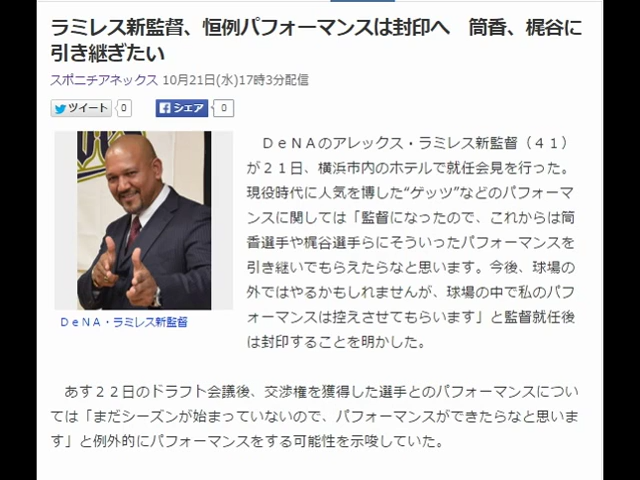 ラミレス新監督、恒例パフォーマンスは封印へ　筒香、梶谷に
引き継ぎたい
スポニチアネックス 10月21日(水)17時3分配信
ツイート 0 シェア 0
　ＤｅＮＡのアレックス・ラミレス新監督（４１）
が２１日、横浜市内のホテルで就任会見を行った。
現役時代に人気を博した“ゲッツ”などのパフォーマ
ンスに関しては「監督になったので、これからは筒
香選手や梶谷選手らにそういったパフォーマンスを
引き継いでもらえたらなと思います。今後、球場の
外ではやるかもしれませんが、球場の中で私のパフ
ォーマンスは控えさせてもらいます」と監督就任後
は封印することを明かした。
ＤｅＮＡ・ラミレス新監督
　あす２２日のドラフト会議後、交渉権を獲得した選手とのパフォーマンスについ
ては「まだシーズンが始まっていないので、パフォーマンスができたらなと思いま
す」と例外的にパフォーマンスをする可能性を示唆していた。